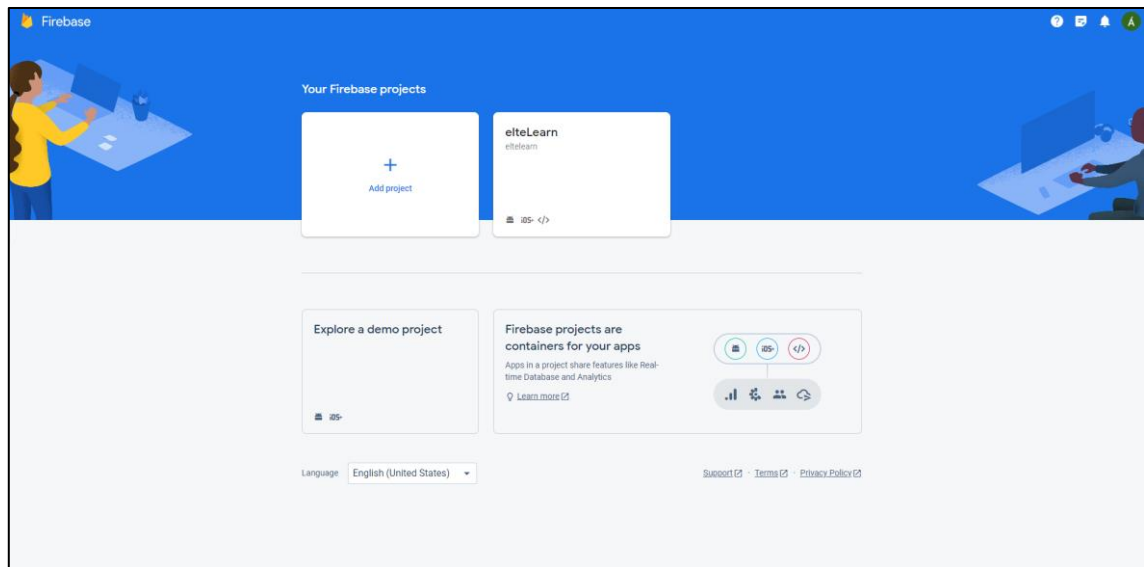 Firebase
Á
Your Firebase projects
+
Add project
elteLearn
eltelearn
iOS+ </>
Explore a demo project
iOS+
Firebase projects are
containers for your apps
Apps in a project share features like Real-
time Database and Analytics
Learn more
iOS+ </>
Language English (United States)
Support · Terms · Privacy Policy